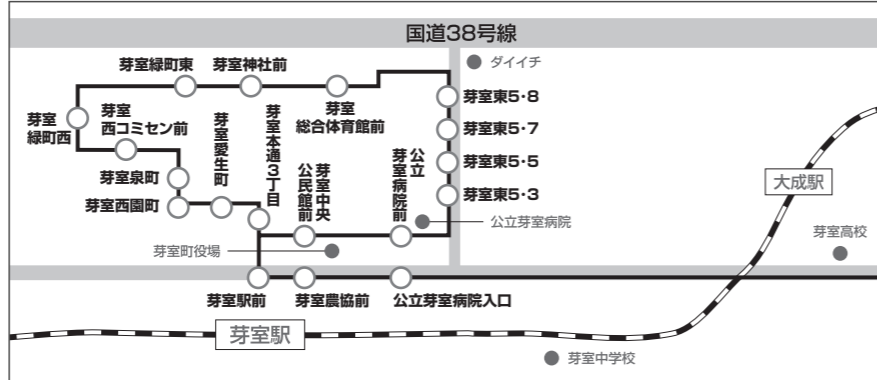 国道38号線
ダイイチ
芽室緑町東
芽室神社前
芽室
総合体育館前
芽室東5・8
芽室東5・7
芽室東5・5
芽室東5・3
芽室
緑町西
芽室
西コミセン前
芽室愛生町
芽室本通3丁目
芽室泉町
芽室西園町
芽室中央
公民館前
公立
芽室病院前
公立芽室病院
芽室町役場
大成駅
芽室高校
芽室駅前
芽室農協前
公立芽室病院入口
芽室駅
芽室中学校